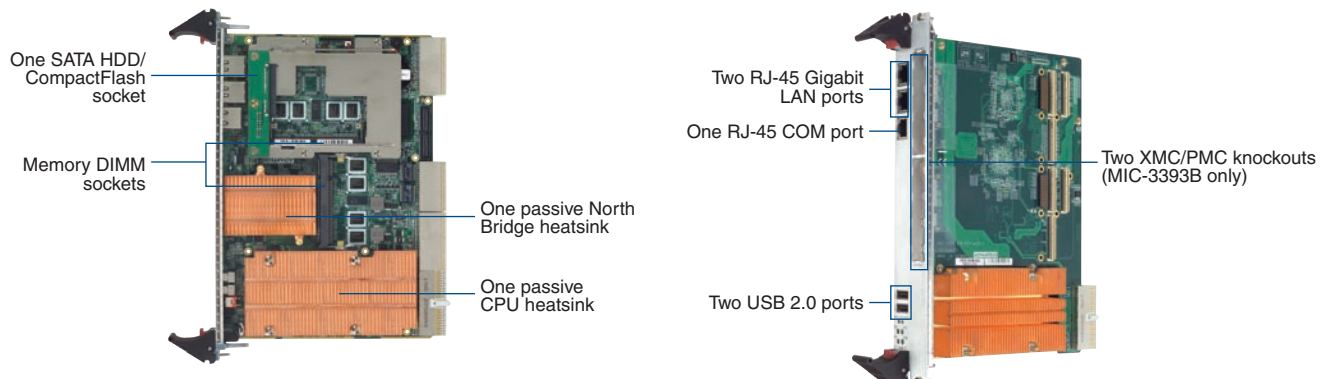 One SATA HDD/
CompactFlash
socket
Memory DIMM
sockets
One passive North
Bridge heatsink
One passive
CPU heatsink
Two RJ-45 Gigabit
LAN ports
One RJ-45 COM port
Two XMC/PMC knockouts
(MIC-3393B only)
Two USB 2.0 ports